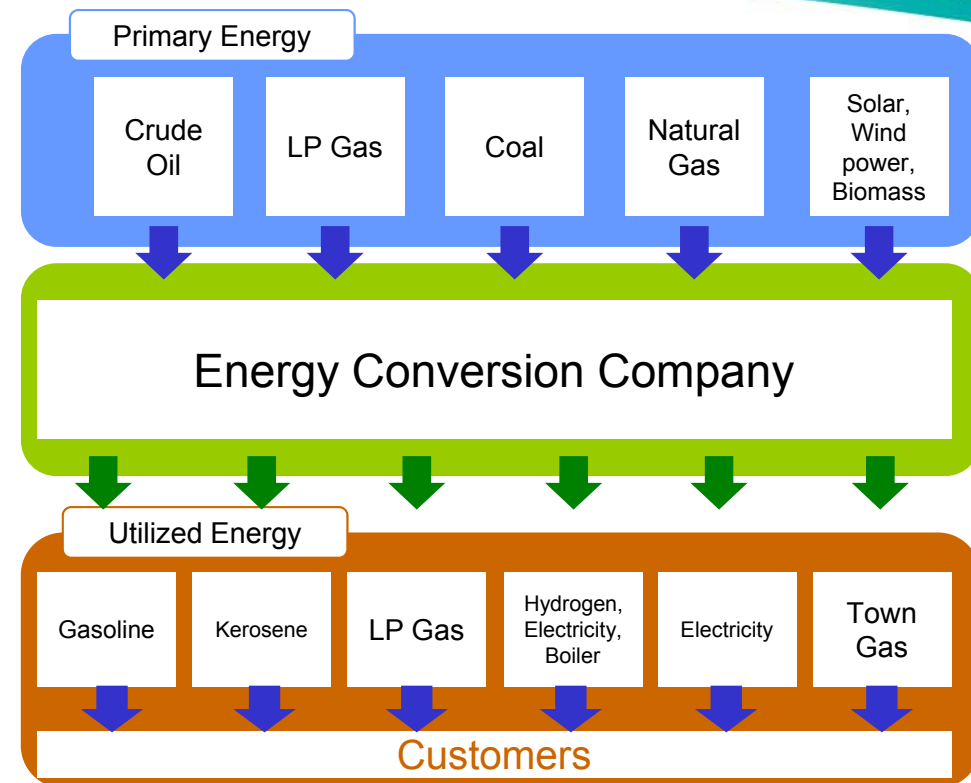 Primary Energy
Crude
Oil
LP Gas
Coal
Natural
Gas
Solar,
Wind
power,
Biomass
Energy Conversion Company
Utilized Energy
Gasoline
Kerosene
LP Gas
Hydrogen,
Electricity,
Boiler
Electricity
Town
Gas
Customers